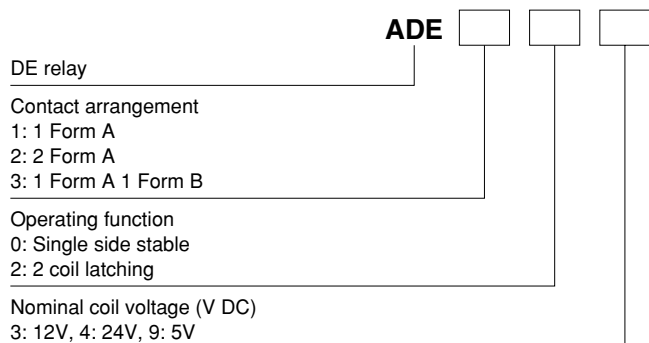 ADE
DE relay
Contact arrangement
1: 1 Form A
2: 2 Form A
3: 1 Form A 1 Form B
Operating function
0: Single side stable
2: 2 coil latching
Nominal coil voltage (V DC)
3: 12V, 4: 24V, 9: 5V